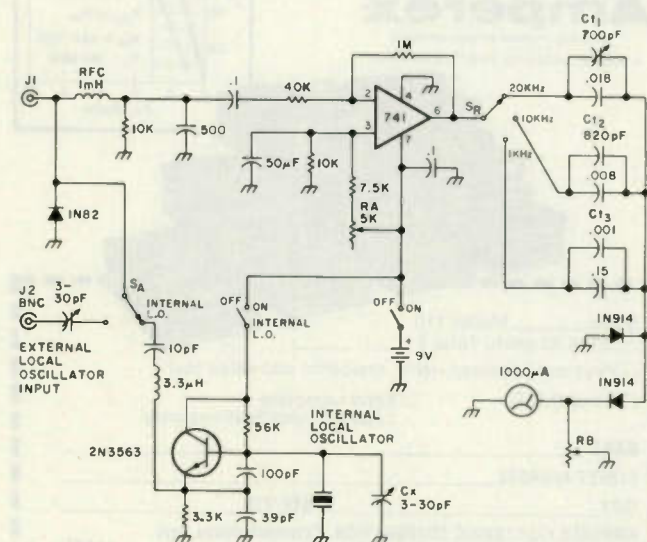 1M
Ct₁
700pF
J1
RFC
1mH
.1
40K
2
4
741
6
3
7
SR
20KHz
.018
10KHz
1KHz
10K
500
50µF
10K
.1
Ct₂
820pF
.008
7.5K
RA
5K
Ct₃
.001
.15
1N82
J2
BNC
3-
30pF
SA
INTERNAL
L.O.
OFF
ON
INTERNAL
L.O.
OFF
ON
+
9V
1N914
EXTERNAL
LOCAL
OSCILLATOR
INPUT
10pF
3.3µH
1000µA
1N914
2N3563
56K
INTERNAL
LOCAL
OSCILLATOR
RB
100pF
Cx
3-30pF
3.3K
39pF